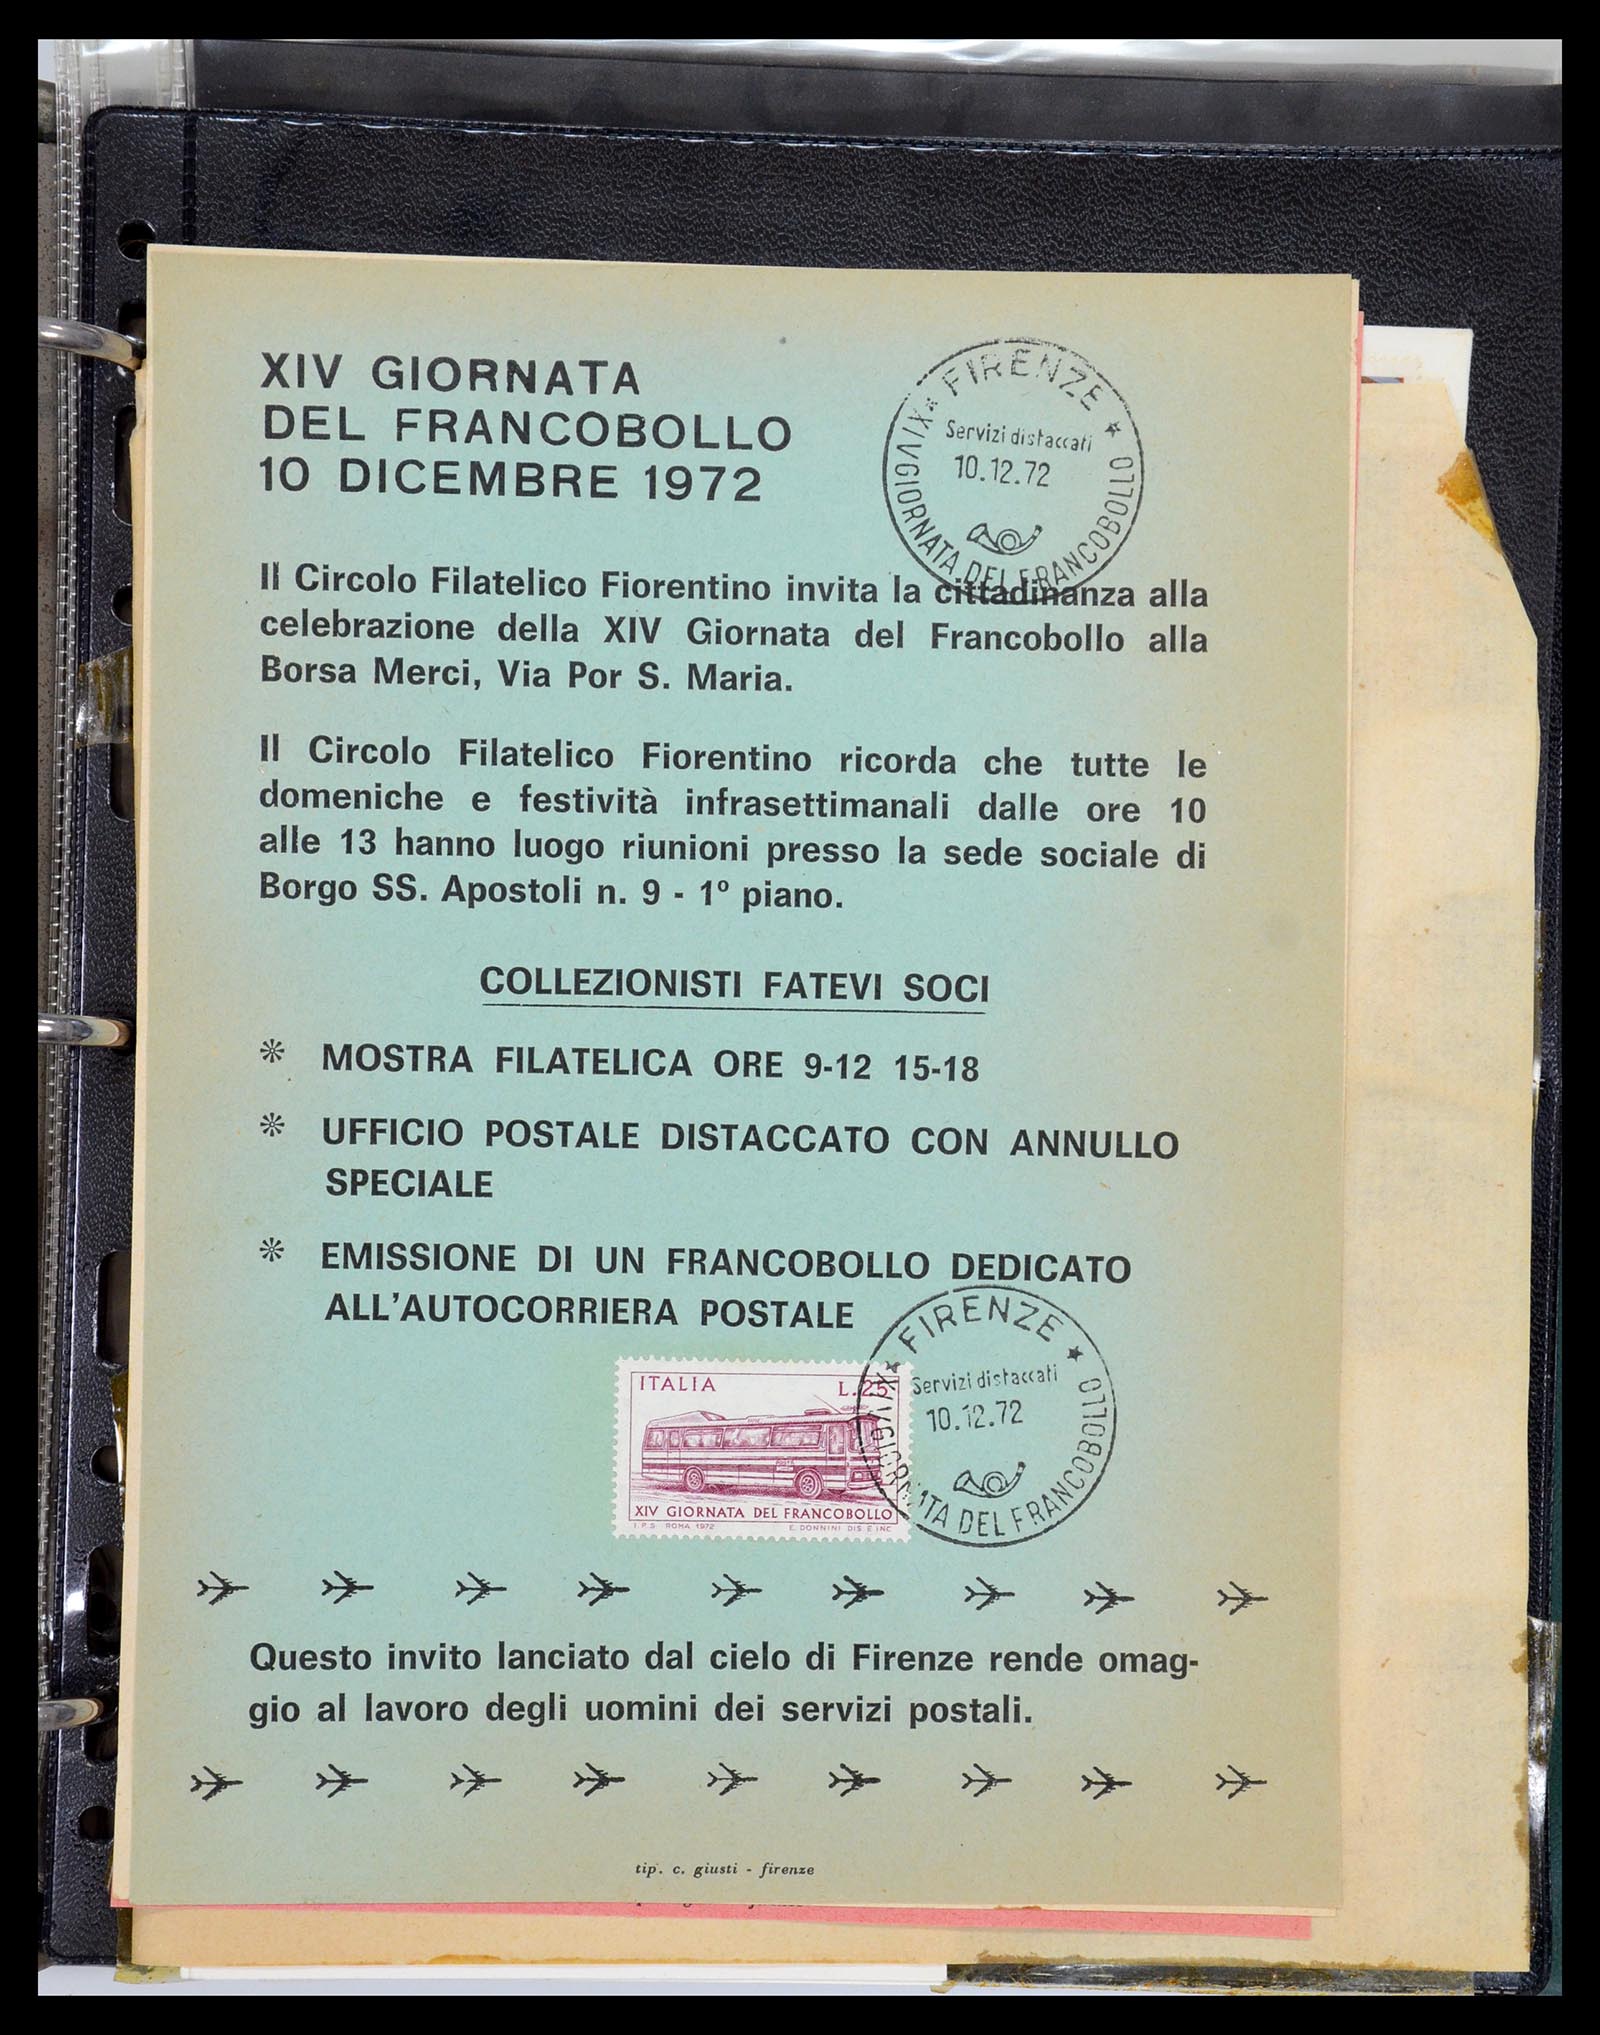 XIV GIORNATA
DEL FRANCOBOLLO
10 DICEMBRE 1972
★ FIRENZE ★
Servizi distaccati
10.12.72
XIV GIORNATA DEL FRANCOBOLLO
Il Circolo Filatelico Fiorentino invita la cittadinanza alla
celebrazione della XIV Giornata del Francobollo alla
Borsa Merci, Via Por S. Maria.
Il Circolo Filatelico Fiorentino ricorda che tutte le
domeniche e festività infrasettimanali dalle ore 10
alle 13 hanno luogo riunioni presso la sede sociale di
Borgo SS. Apostoli n. 9 - 1º piano.
COLLEZIONISTI FATEVI SOCI
MOSTRA FILATELICA ORE 9-12 15-18
UFFICIO POSTALE DISTACCATO CON ANNULLO
SPECIALE
EMISSIONE DI UN FRANCOBOLLO DEDICATO
ALL'AUTOCORRIERA POSTALE
ITALIA L.25
XIV GIORNATA DEL FRANCOBOLLO
I.P.S. ROMA 1972 E. DONNINI DIS. E INC.
★ FIRENZE ★
Servizi distaccati
10.12.72
XIV GIORNATA DEL FRANCOBOLLO
Questo invito lanciato dal cielo di Firenze rende omag-
gio al lavoro degli uomini dei servizi postali.
tip. c. giusti - firenze